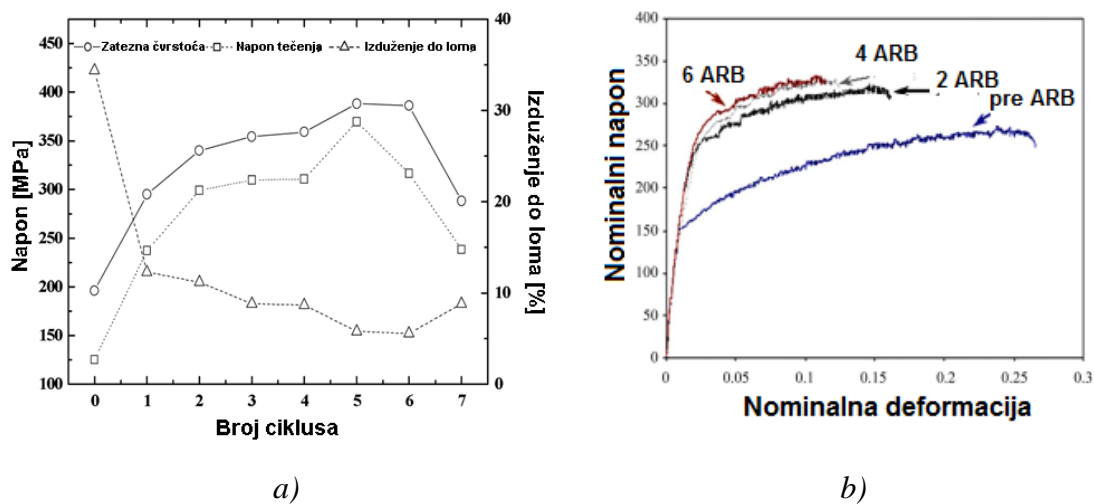 Zatezna čvrstoća Napon tečenja Izduženje do loma
Napon [MPa]
450
400
350
300
250
200
150
100
40
30
20
10
0
Izduženje do loma [%]
0 1 2 3 4 5 6 7
Broj ciklusa
a)
Nominalni napon
400
350
300
250
200
150
100
50
0
6 ARB
4 ARB
2 ARB
pre ARB
0 0.05 0.1 0.15 0.2 0.25 0.3
Nominalna deformacija
b)